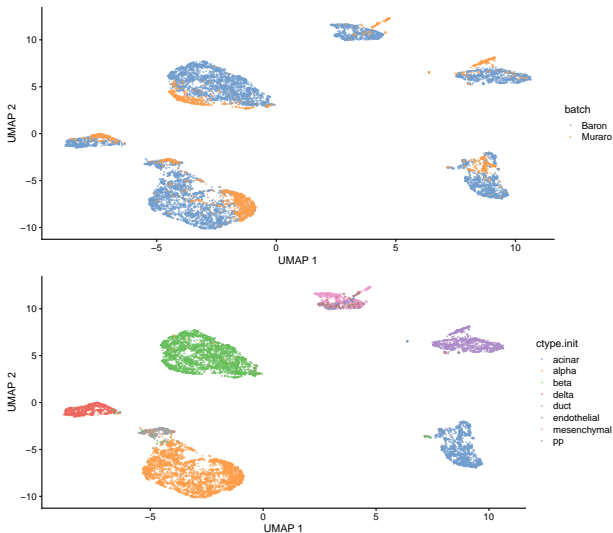 10
5
0
−5
−10
UMAP 2
−5
0
5
10
UMAP 1
batch
Baron
Muraro
10
5
0
−5
−10
UMAP 2
−5
0
5
10
UMAP 1
ctype.init
acinar
alpha
beta
delta
duct
endothelial
mesenchymal
pp